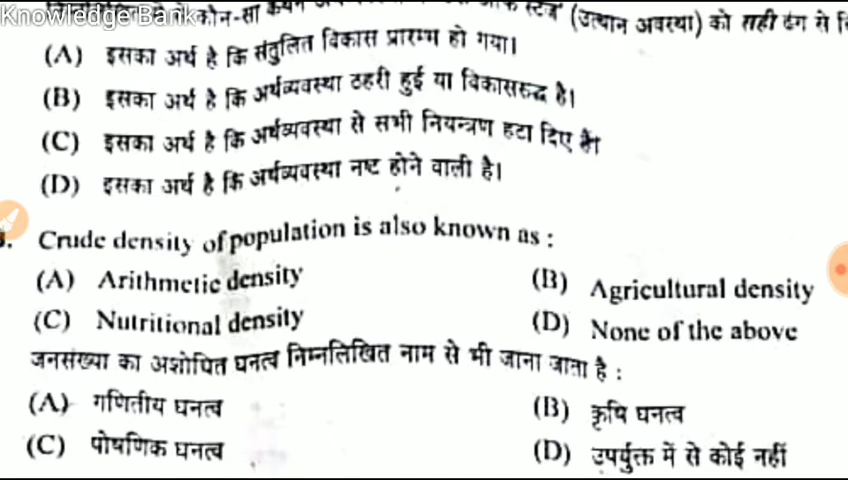 Knowledge Bank
कौन-सा कथन (उत्थान अवस्था) को सही ढंग से
(A) इसका अर्थ है कि संतुलित विकास प्रारम्भ हो गया।
(B) इसका अर्थ है कि अर्थव्यवस्था ठहरी हुई या विकासरुद्ध है।
(C) इसका अर्थ है कि अर्थव्यवस्था से सभी नियन्त्रण हटा दिए हैं।
(D) इसका अर्थ है कि अर्थव्यवस्था नष्ट होने वाली है।
Crude density of population is also known as :
(A) Arithmetic density (B) Agricultural density
(C) Nutritional density (D) None of the above
जनसंख्या का अशोधित घनत्व निम्नलिखित नाम से भी जाना जाता है :
(A) गणितीय घनत्व (B) कृषि घनत्व
(C) पोषणिक घनत्व (D) उपर्युक्त में से कोई नहीं